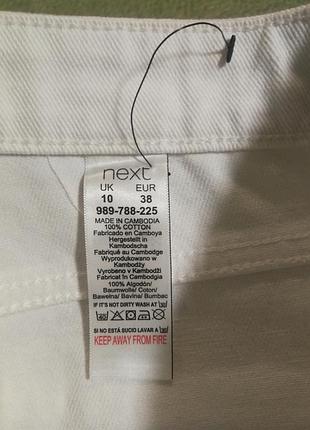 next
UK EUR
10 38
989-788-225
MADE IN CAMBODIA
100% COTTON
Fabricado en Camboya
Hergestellt in
Kambodscha
Fabriqué au Cambodge
Wyprodukowano w
Kambodży
Vyrobeno v Kambodži
Fabricat în Cambodgia
100% Algodón/
Baumwolle/ Coton/
Bawełna/ Bavlna/ Bumbac
IF IT'S NOT DIRTY WASH AT
SI NO ESTÁ SUCIO LAVAR A
KEEP AWAY FROM FIRE